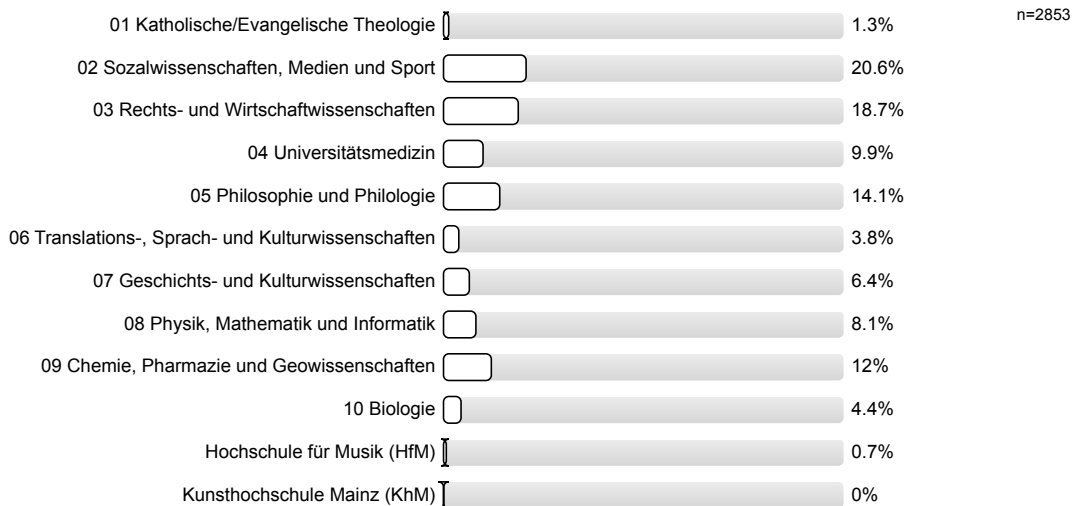 n=2853
01 Katholische/Evangelische Theologie 1.3%
02 Sozalwissenschaften, Medien und Sport 20.6%
03 Rechts- und Wirtschaftwissenschaften 18.7%
04 Universitätsmedizin 9.9%
05 Philosophie und Philologie 14.1%
06 Translations-, Sprach- und Kulturwissenschaften 3.8%
07 Geschichts- und Kulturwissenschaften 6.4%
08 Physik, Mathematik und Informatik 8.1%
09 Chemie, Pharmazie und Geowissenschaften 12%
10 Biologie 4.4%
Hochschule für Musik (HfM) 0.7%
Kunsthochschule Mainz (KhM) 0%